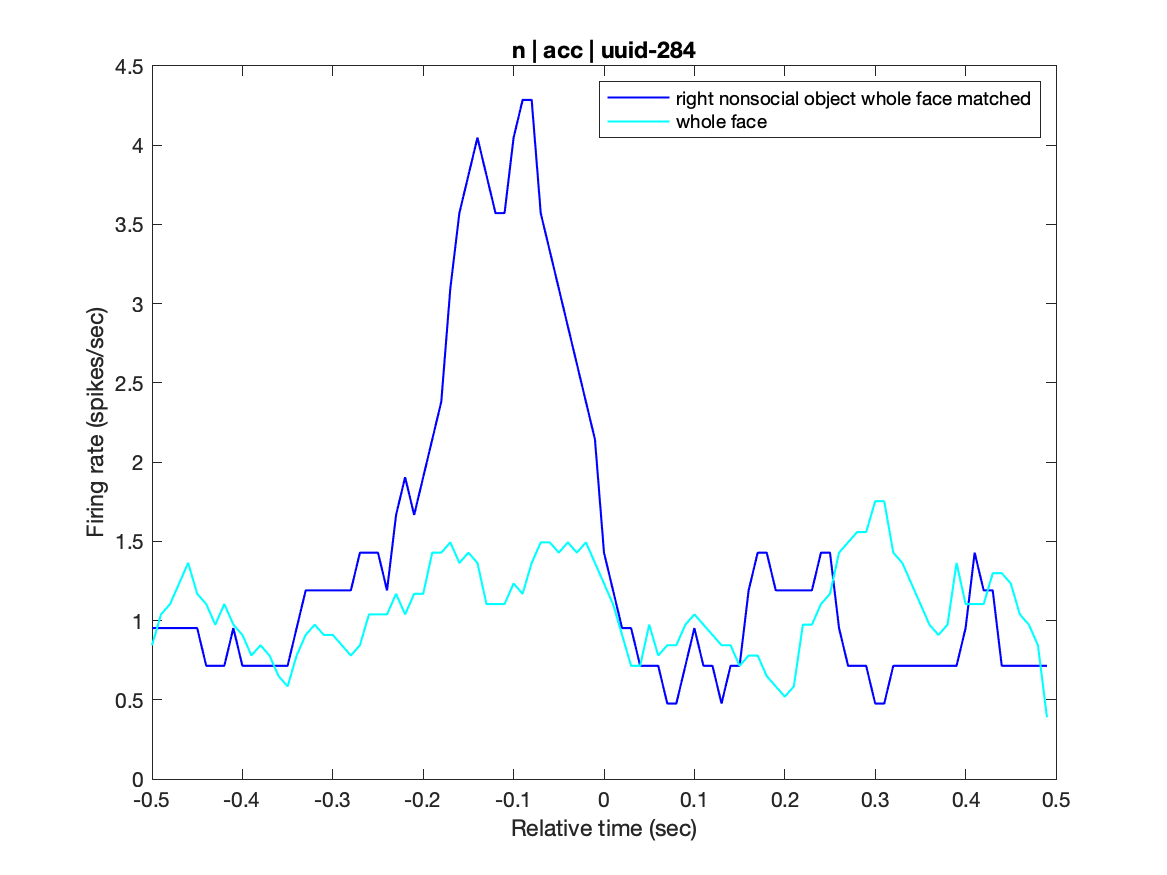 n | acc | uuid-284
4.5
4
3.5
3
2.5
2
1.5
1
0.5
0
Firing rate (spikes/sec)
right nonsocial object whole face matched
whole face
-0.5 -0.4 -0.3 -0.2 -0.1 0 0.1 0.2 0.3 0.4 0.5
Relative time (sec)